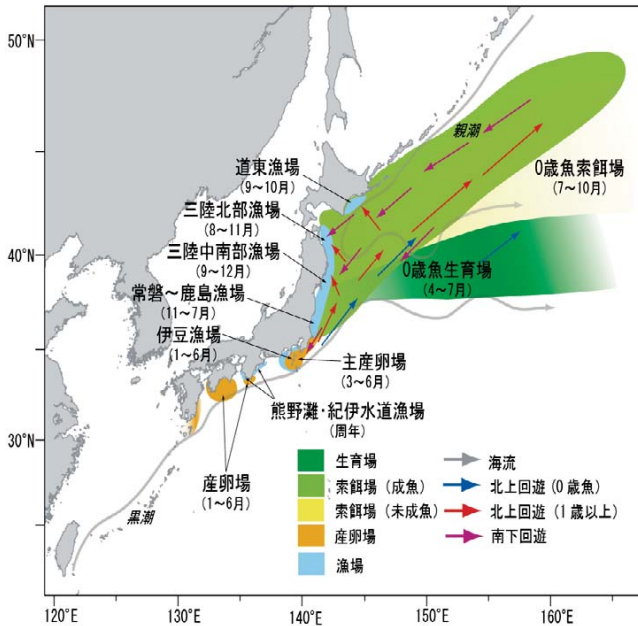 50°N
40°N
30°N
120°E
130°E
140°E
150°E
160°E
親潮
道東漁場
(9~10月)
0歳魚索餌場
(7~10月)
三陸北部漁場
(8~11月)
三陸中南部漁場
(9~12月)
0歳魚生育場
(4~7月)
常磐~鹿島漁場
(11~7月)
伊豆漁場
(1~6月)
主産卵場
(3~6月)
熊野灘・紀伊水道漁場
(周年)
産卵場
(1~6月)
黒潮
生育場
索餌場(成魚)
索餌場(未成魚)
産卵場
漁場
海流
北上回遊(0歳魚)
北上回遊(1歳以上)
南下回遊